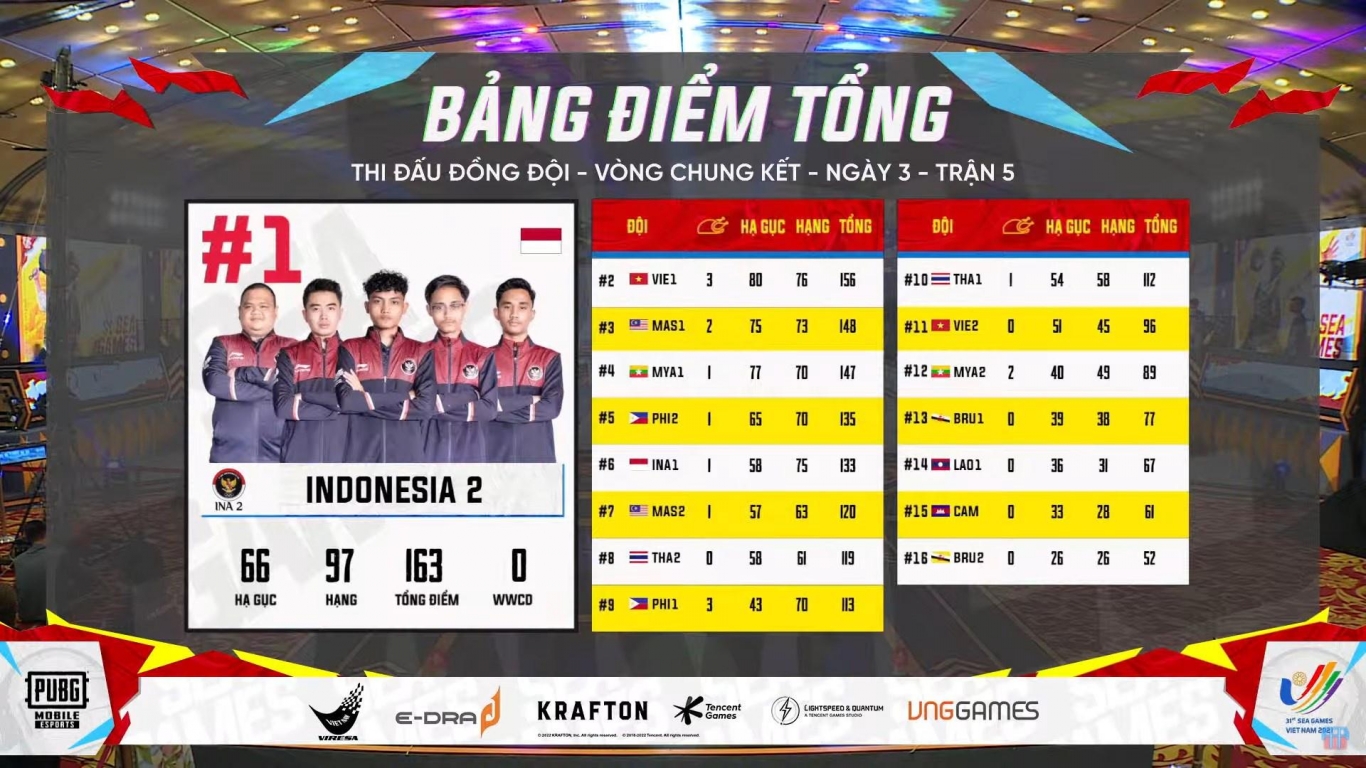 BẢNG ĐIỂM TỔNG
THI ĐẤU ĐỒNG ĐỘI - VÒNG CHUNG KẾT - NGÀY 3 - TRẬN 5
#1
INA 2
INDONESIA 2
66 97 163 0
HẠ GỤC HẠNG TỔNG ĐIỂM WWCD
ĐỘI HẠ GỤC HẠNG TỔNG
#2 VIE1 3 80 76 156
#3 MAS1 2 75 73 148
#4 MYA1 1 77 70 147
#5 PHI2 1 65 70 135
#6 INA1 1 58 75 133
#7 MAS2 1 57 63 120
#8 THA2 0 58 61 119
#9 PHI1 3 43 70 113
ĐỘI HẠ GỤC HẠNG TỔNG
#10 THA1 1 54 58 112
#11 VIE2 0 51 45 96
#12 MYA2 2 40 49 89
#13 BRU1 0 39 38 77
#14 LAO1 0 36 31 67
#15 CAM 0 33 28 61
#16 BRU2 0 26 26 52
SEA
GAMES
PUBG
MOBILE
ESPORTS
VIRESA
E-DRA
KRAFTON
© 2022 KRAFTON, Inc. All rights reserved.
Tencent
Games
LIGHTSPEED & QUANTUM
A TENCENT GAMES STUDIO
VNGGAMES
31st SEA GAMES
VIET NAM 2021